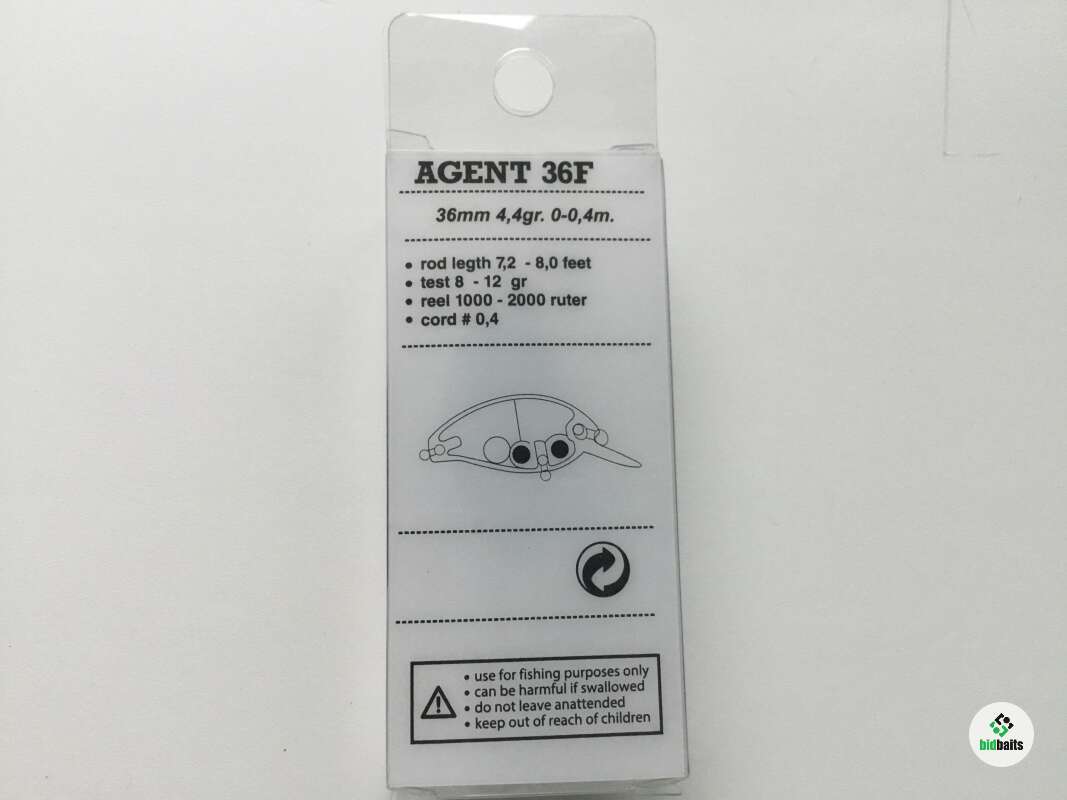 AGENT 36F
36mm 4,4gr. 0-0,4m.
• rod legth 7,2 - 8,0 feet
• test 8 - 12 gr
• reel 1000 - 2000 ruter
• cord # 0,4
• use for fishing purposes only
• can be harmful if swallowed
• do not leave anattended
• keep out of reach of children
bidbaits